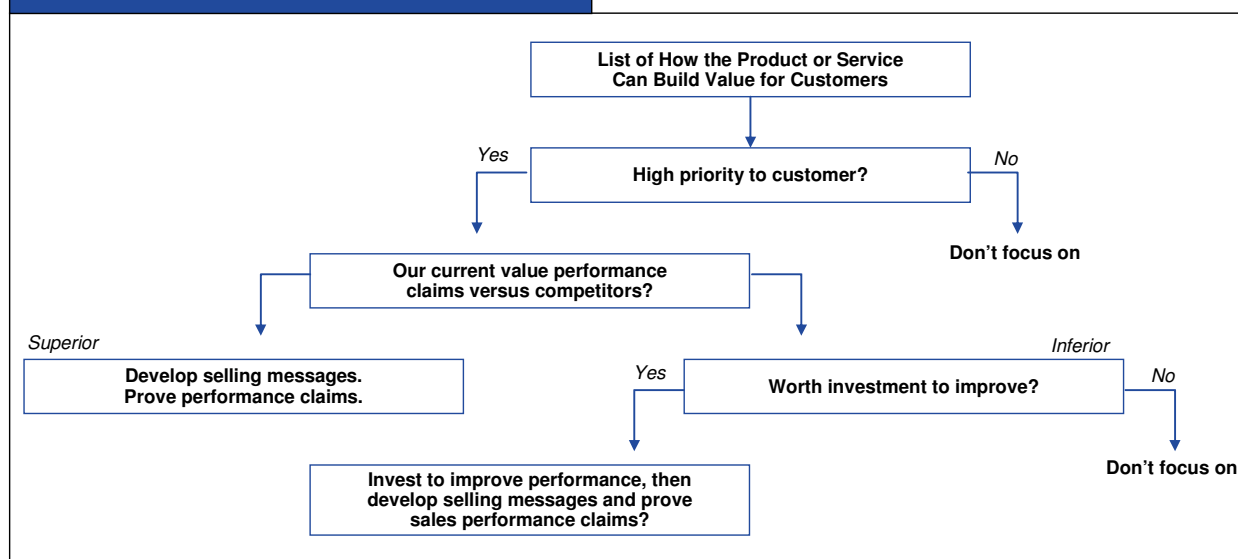 List of How the Product or Service
Can Build Value for Customers
Yes
No
High priority to customer?
Don’t focus on
Our current value performance
claims versus competitors?
Superior
Inferior
Develop selling messages.
Prove performance claims.
Yes
Worth investment to improve?
No
Don’t focus on
Invest to improve performance, then
develop selling messages and prove
sales performance claims?